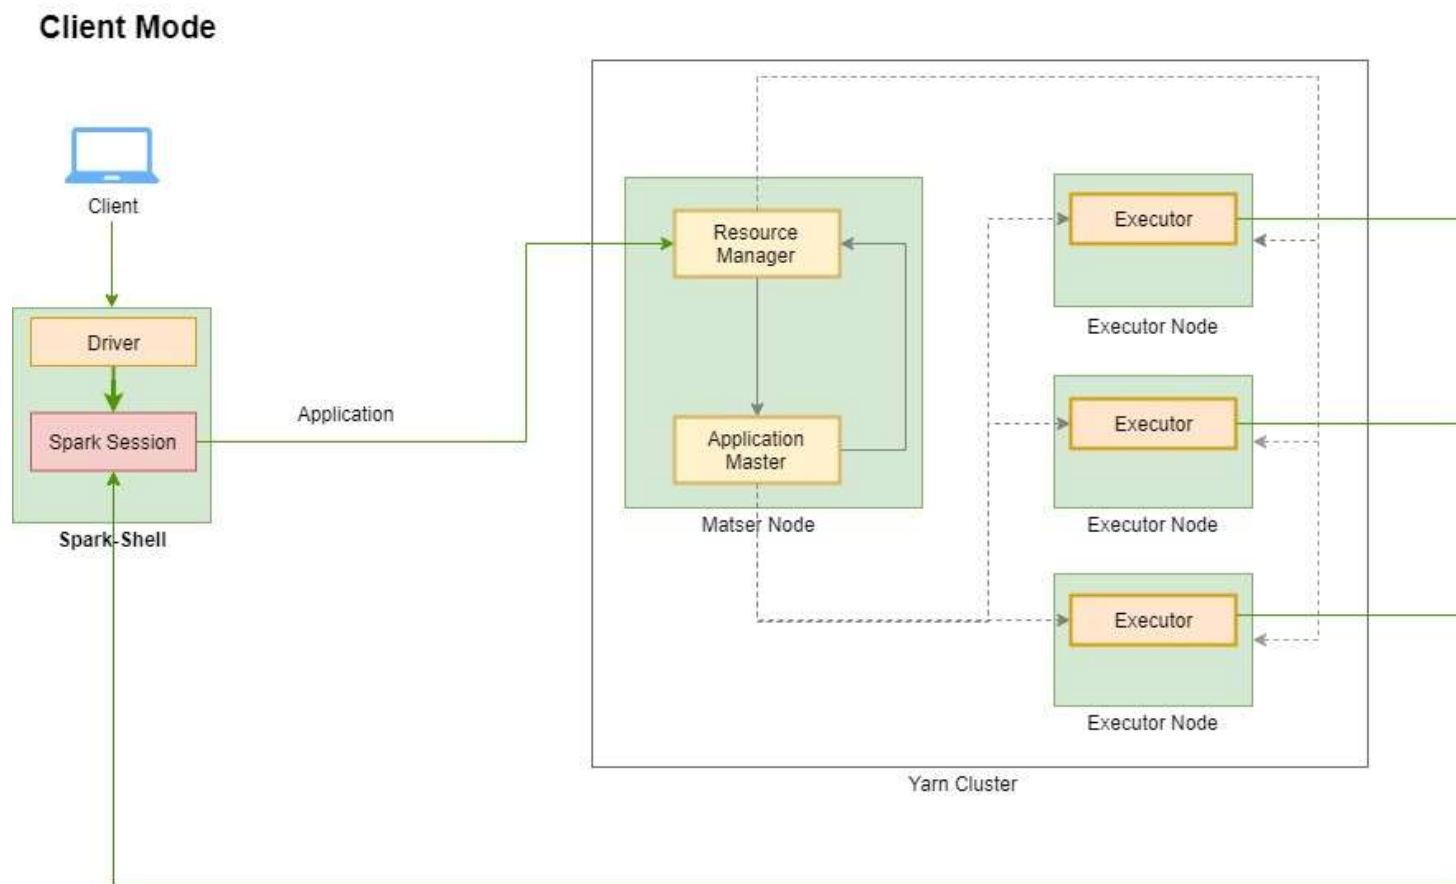 Client Mode
Client
Driver
Spark Session
Spark-Shell
Application
Resource
Manager
Application
Master
Matser Node
Executor
Executor Node
Executor
Executor Node
Executor
Executor Node
Yarn Cluster